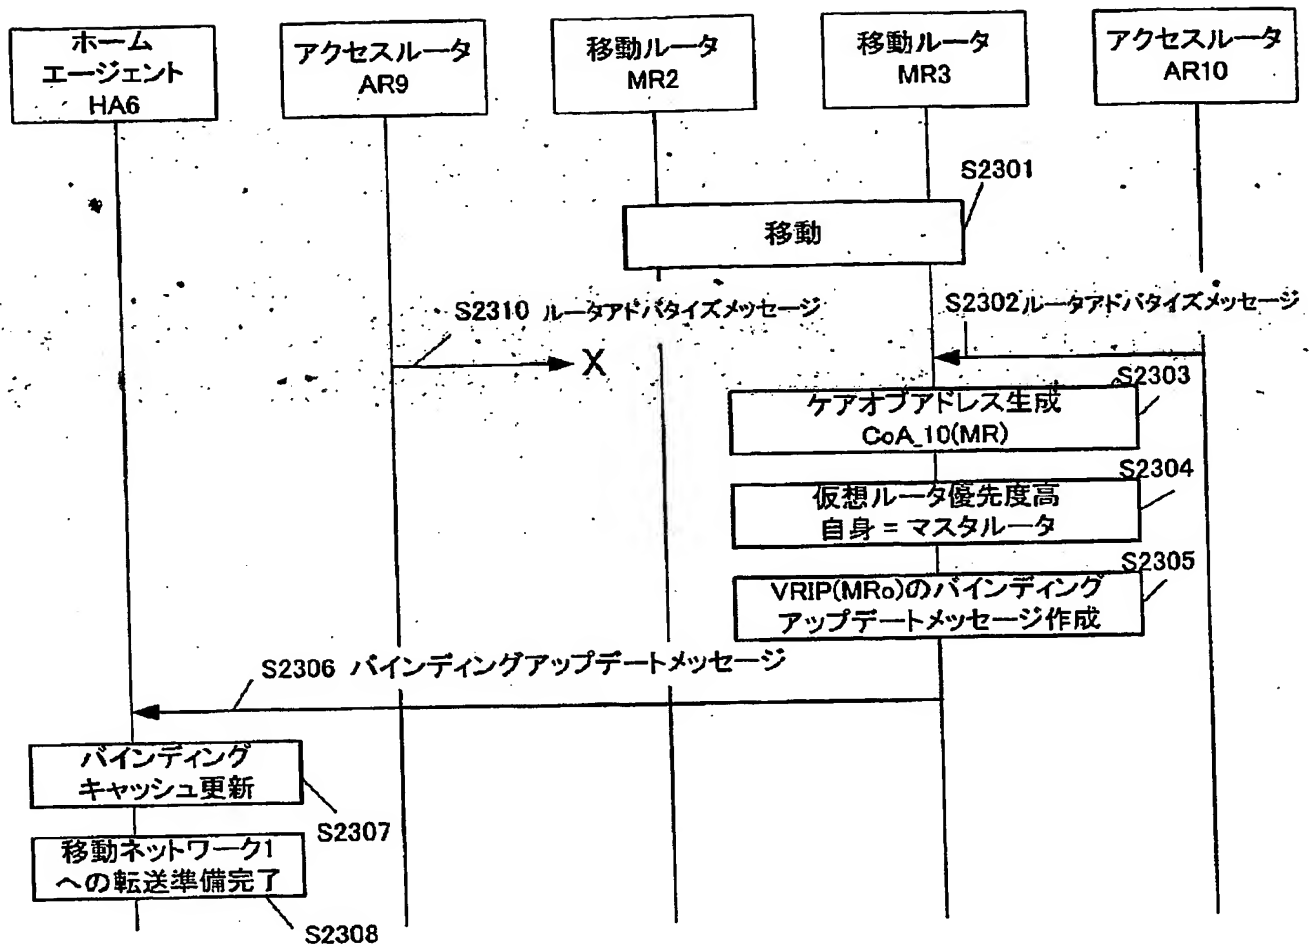 ホーム
エージェント
HA6
アクセスルータ
AR9
移動ルータ
MR2
移動ルータ
MR3
アクセスルータ
AR10
S2301
移動
S2310 ルータアドバタイズメッセージ
S2302 ルータアドバタイズメッセージ
X
S2303
ケアオブアドレス生成
CoA_10(MR)
S2304
仮想ルータ優先度高
自身 = マスタルータ
S2305
VRIP(MRo)のバインディング
アップデートメッセージ作成
S2306 バインディングアップデートメッセージ
バインディング
キャッシュ更新
S2307
移動ネットワーク1
への転送準備完了
S2308